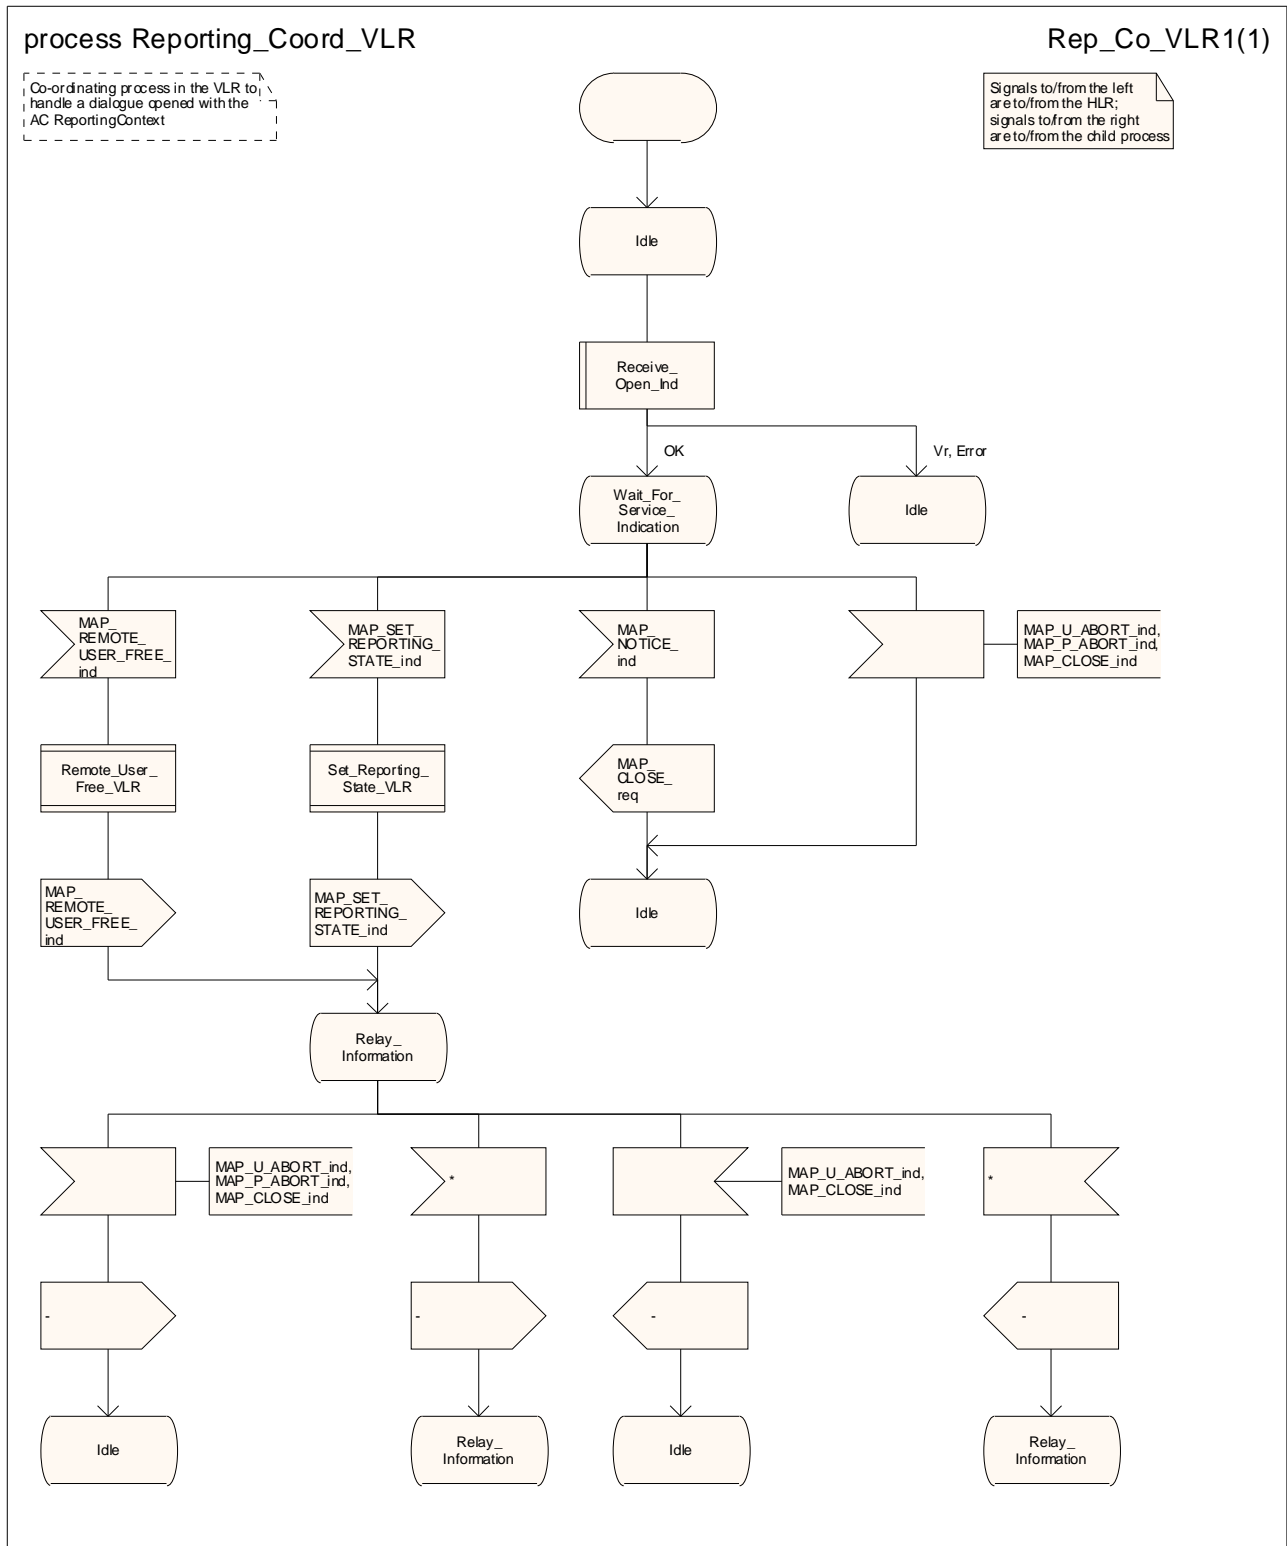 process Reporting_Coord_VLR
Rep_Co_VLR1(1)
Co-ordinating process in the VLR to
handle a dialogue opened with the
AC ReportingContext
Signals to/from the left
are to/from the HLR;
signals to/from the right
are to/from the child process
Idle
Receive_
Open_Ind
OK
Vr, Error
Wait_For_
Service_
Indication
Idle
MAP_
REMOTE_
USER_FREE_
ind
MAP_SET_
REPORTING_
STATE_ind
MAP_
NOTICE_
ind
MAP_U_ABORT_ind,
MAP_P_ABORT_ind,
MAP_CLOSE_ind
Remote_User_
Free_VLR
Set_Reporting_
State_VLR
MAP_
CLOSE_
req
MAP_
REMOTE_
USER_FREE_
ind
MAP_SET_
REPORTING_
STATE_ind
Idle
Relay_
Information
MAP_U_ABORT_ind,
MAP_P_ABORT_ind,
MAP_CLOSE_ind
*
MAP_U_ABORT_ind,
MAP_CLOSE_ind
*
-
-
-
-
Idle
Relay_
Information
Idle
Relay_
Information